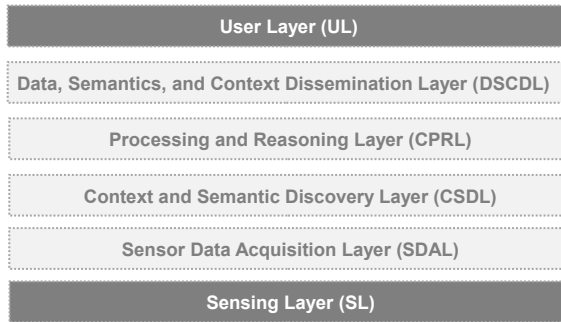 User Layer (UL)
Data, Semantics, and Context Dissemination Layer (DSCDL)
Processing and Reasoning Layer (CPRL)
Context and Semantic Discovery Layer (CSDL)
Sensor Data Acquisition Layer (SDAL)
Sensing Layer (SL)